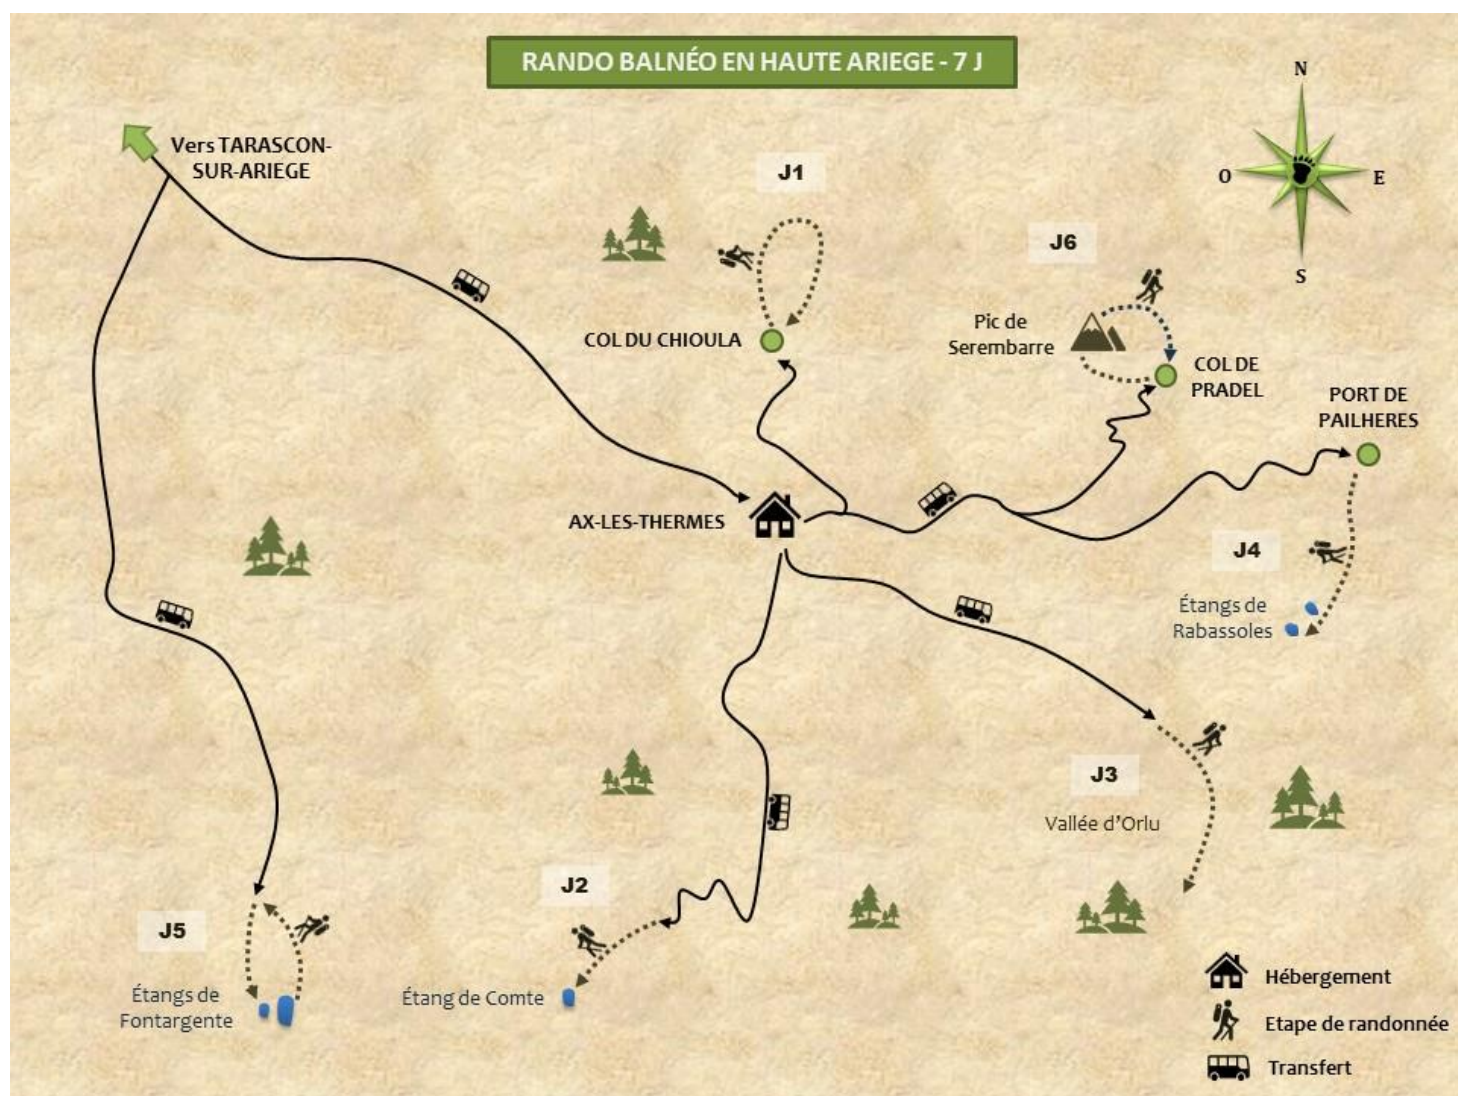 RANDO BALNÉO EN HAUTE ARIEGE - 7 J
N
O
E
S
Vers TARASCON-
SUR-ARIEGE
J1
COL DU CHIOULA
J6
Pic de
Serembarre
COL DE
PRADEL
PORT DE
PAILHERES
AX-LES-THERMES
J4
Étangs de
Rabassoles
J3
Vallée d'Orlu
J2
Étang de Comte
J5
Étangs de
Fontargente
Hébergement
Etape de randonnée
Transfert